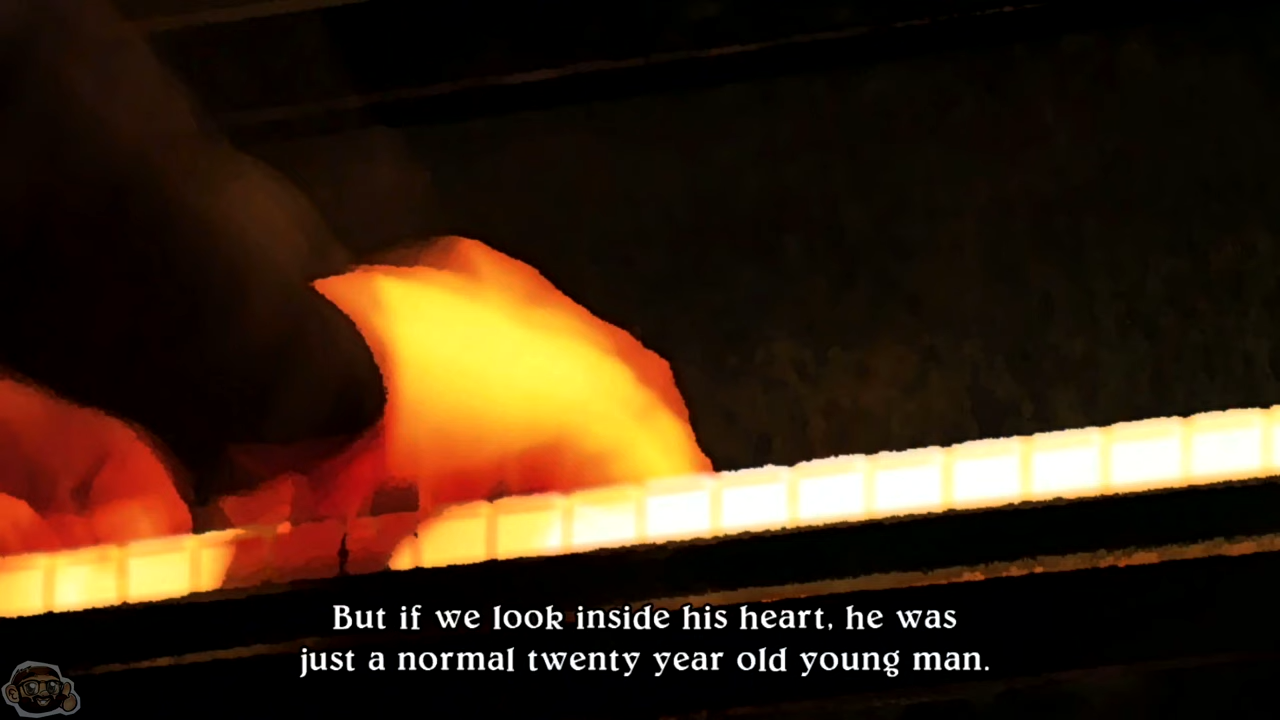 But if we look inside his heart, he was
just a normal twenty year old young man.